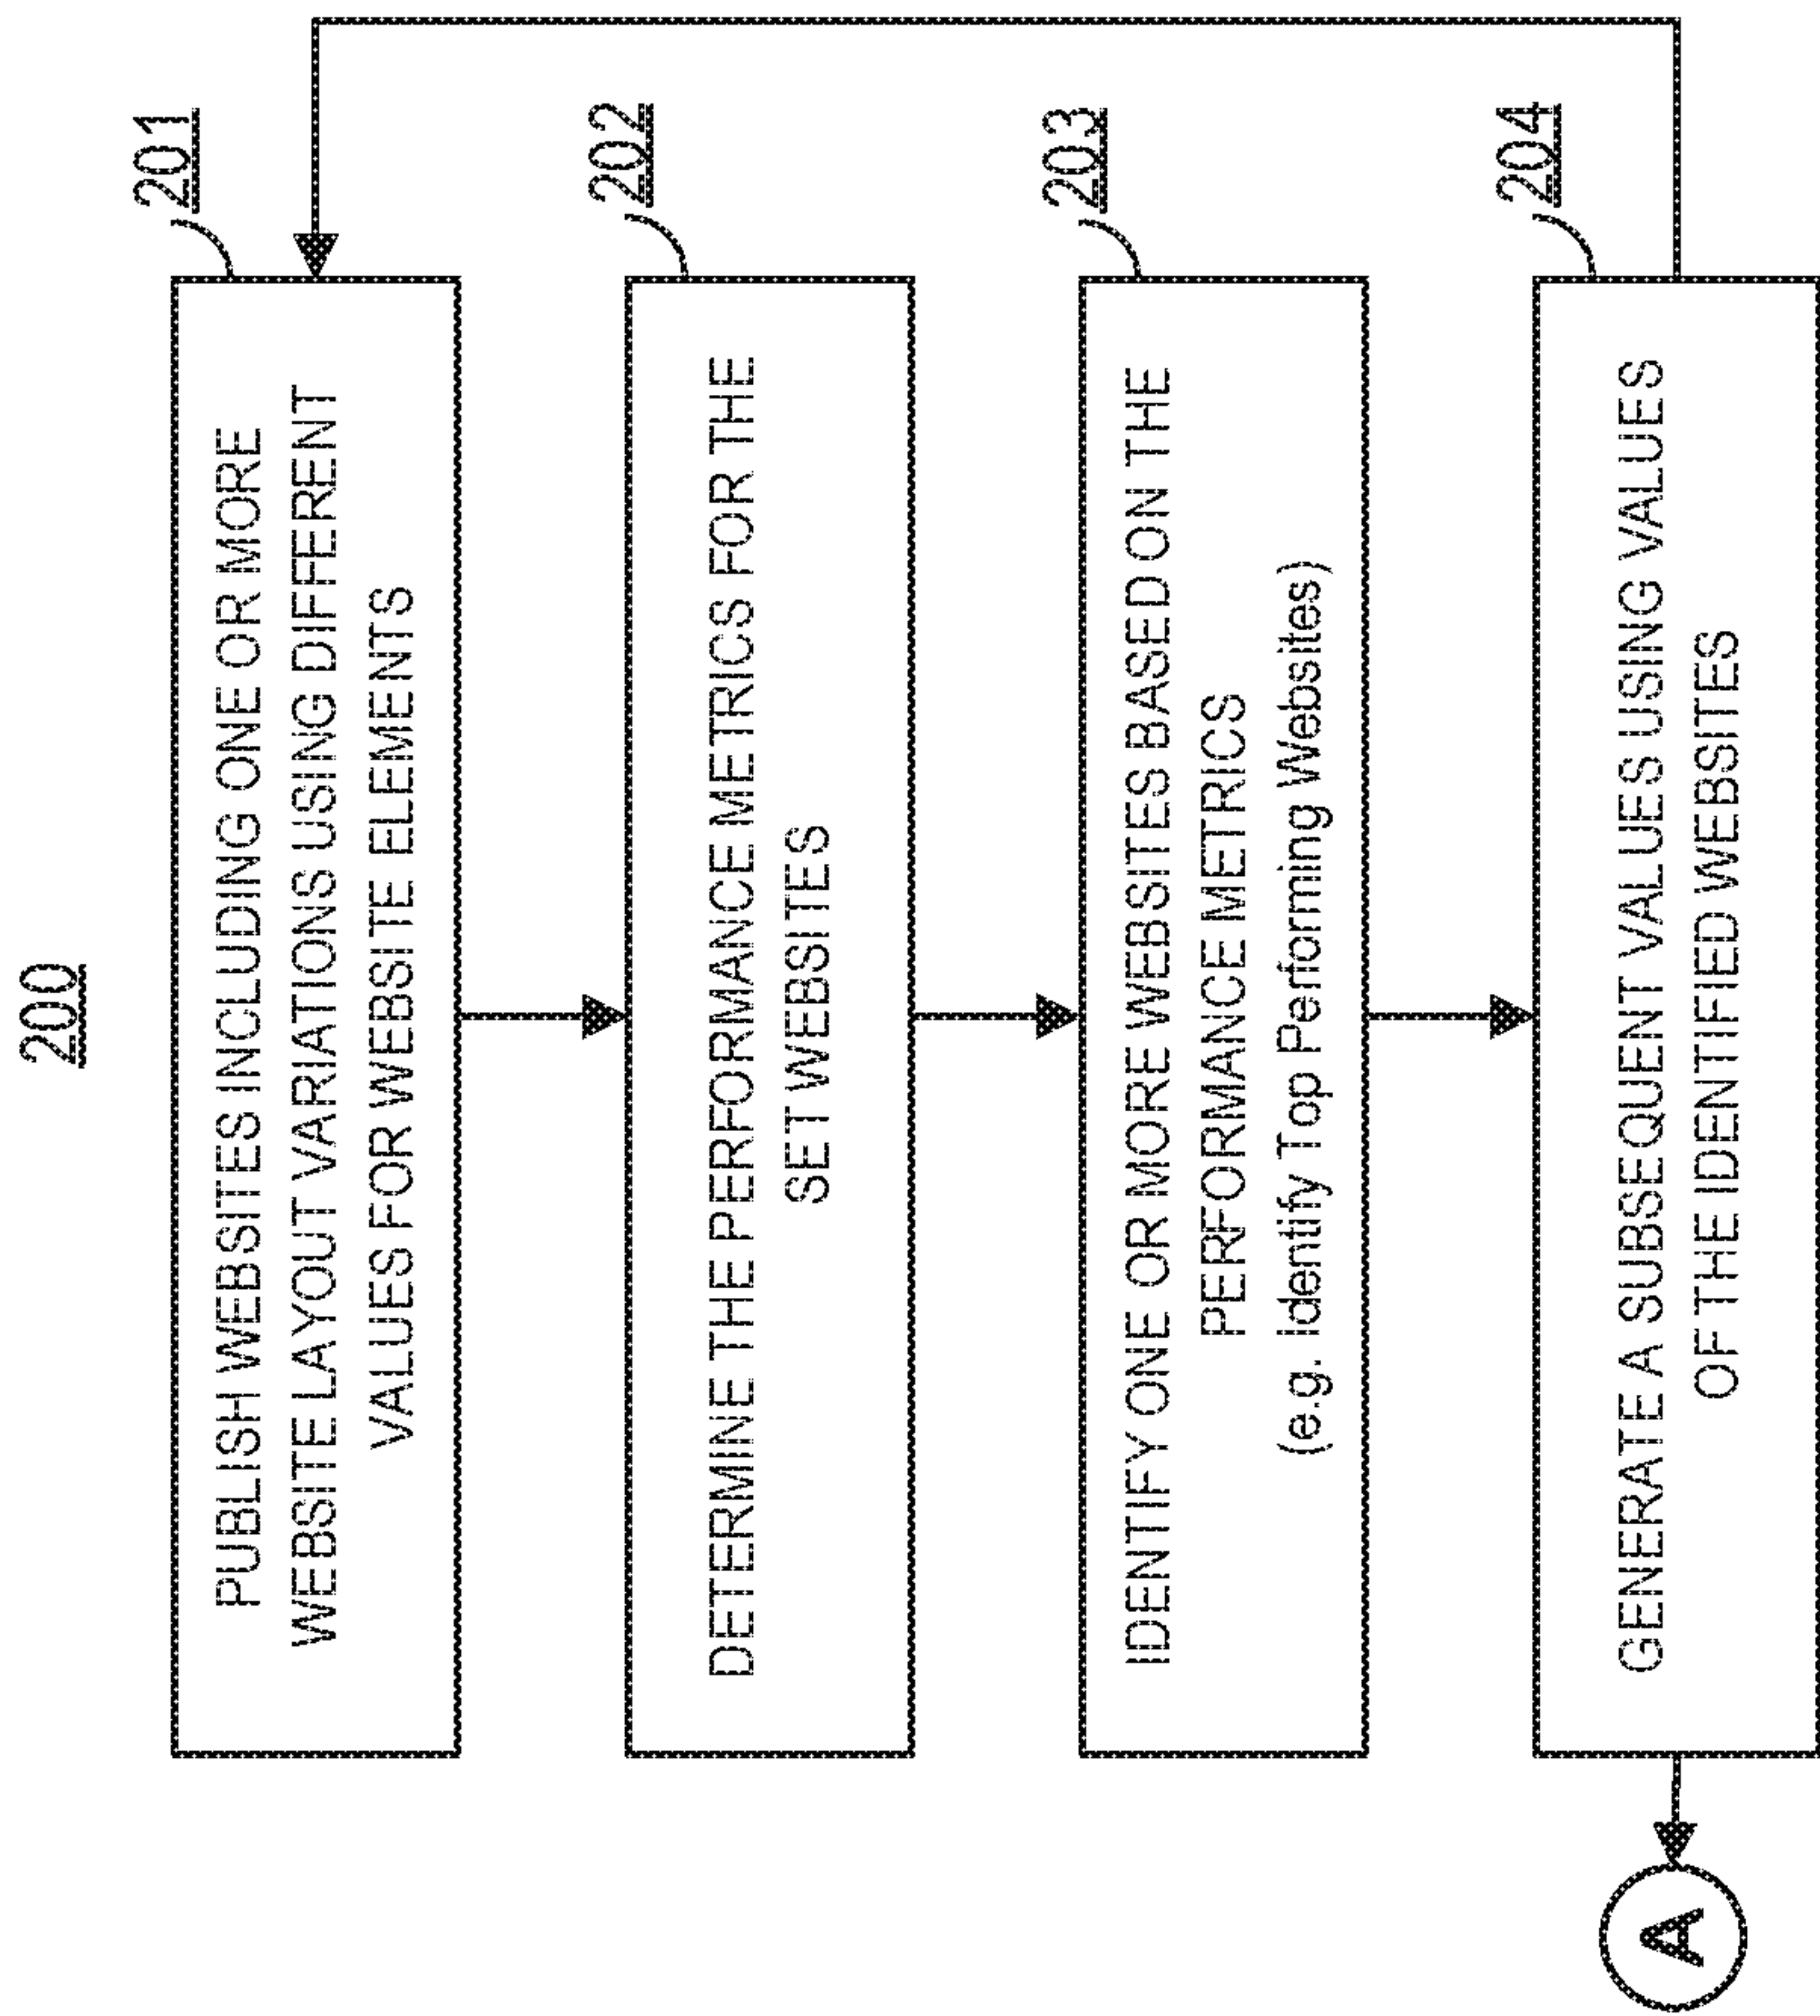 200
201
PUBLISH WEBSITES INCLUDING ONE OR MORE
WEBSITE LAYOUT VARIATIONS USING DIFFERENT
VALUES FOR WEBSITE ELEMENTS
202
DETERMINE THE PERFORMANCE METRICS FOR THE
SET WEBSITES
203
IDENTIFY ONE OR MORE WEBSITES BASED ON THE
PERFORMANCE METRICS
(e.g. Identify Top Performing Websites)
204
GENERATE A SUBSEQUENT VALUES USING VALUES
OF THE IDENTIFIED WEBSITES
A